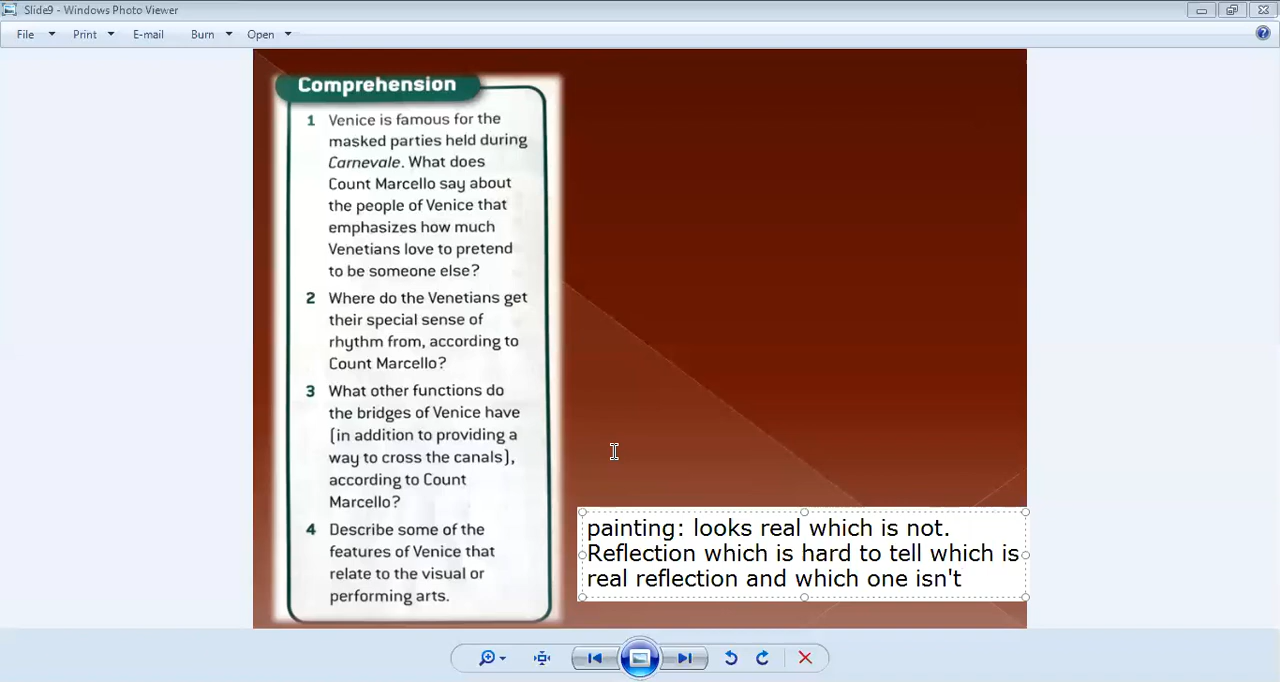 Slide9 - Windows Photo Viewer
File Print E-mail Burn Open
Comprehension
1 Venice is famous for the
masked parties held during
Carnevale. What does
Count Marcello say about
the people of Venice that
emphasizes how much
Venetians love to pretend
to be someone else?
2 Where do the Venetians get
their special sense of
rhythm from, according to
Count Marcello?
3 What other functions do
the bridges of Venice have
(in addition to providing a
way to cross the canals),
according to Count
Marcello?
4 Describe some of the
features of Venice that
relate to the visual or
performing arts.
painting: looks real which is not.
Reflection which is hard to tell which is
real reflection and which one isn't